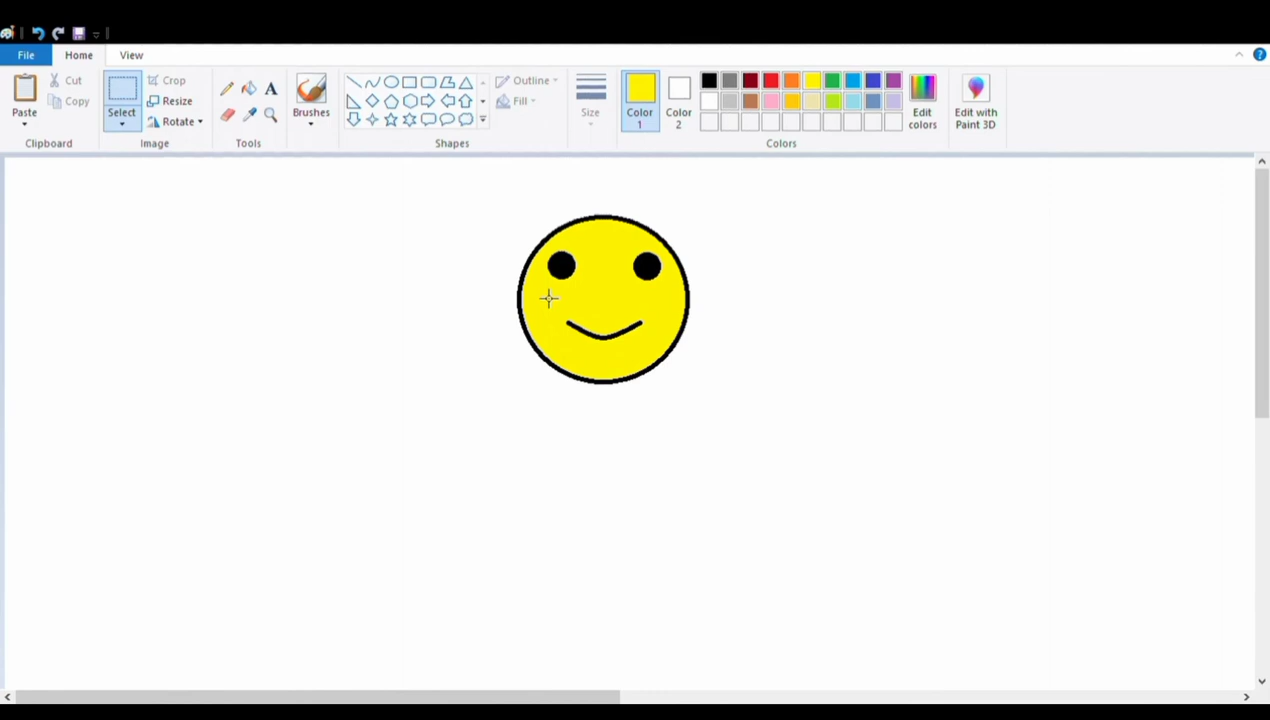 File Home View
Cut
Copy
Paste
Clipboard
Select
Crop
Resize
Rotate
Image
A
Tools
Brushes
Shapes
Outline
Fill
Size
Color
1
Color
2
Edit
colors
Colors
Edit with
Paint 3D
?